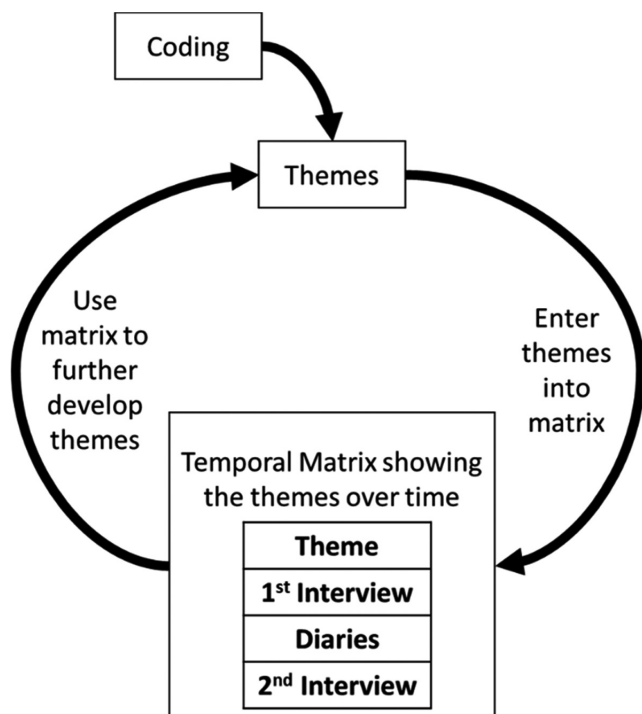 Coding
Themes
Use
matrix to
further
develop
themes
Enter
themes
into
matrix
Temporal Matrix showing
the themes over time
Theme
1st Interview
Diaries
2nd Interview